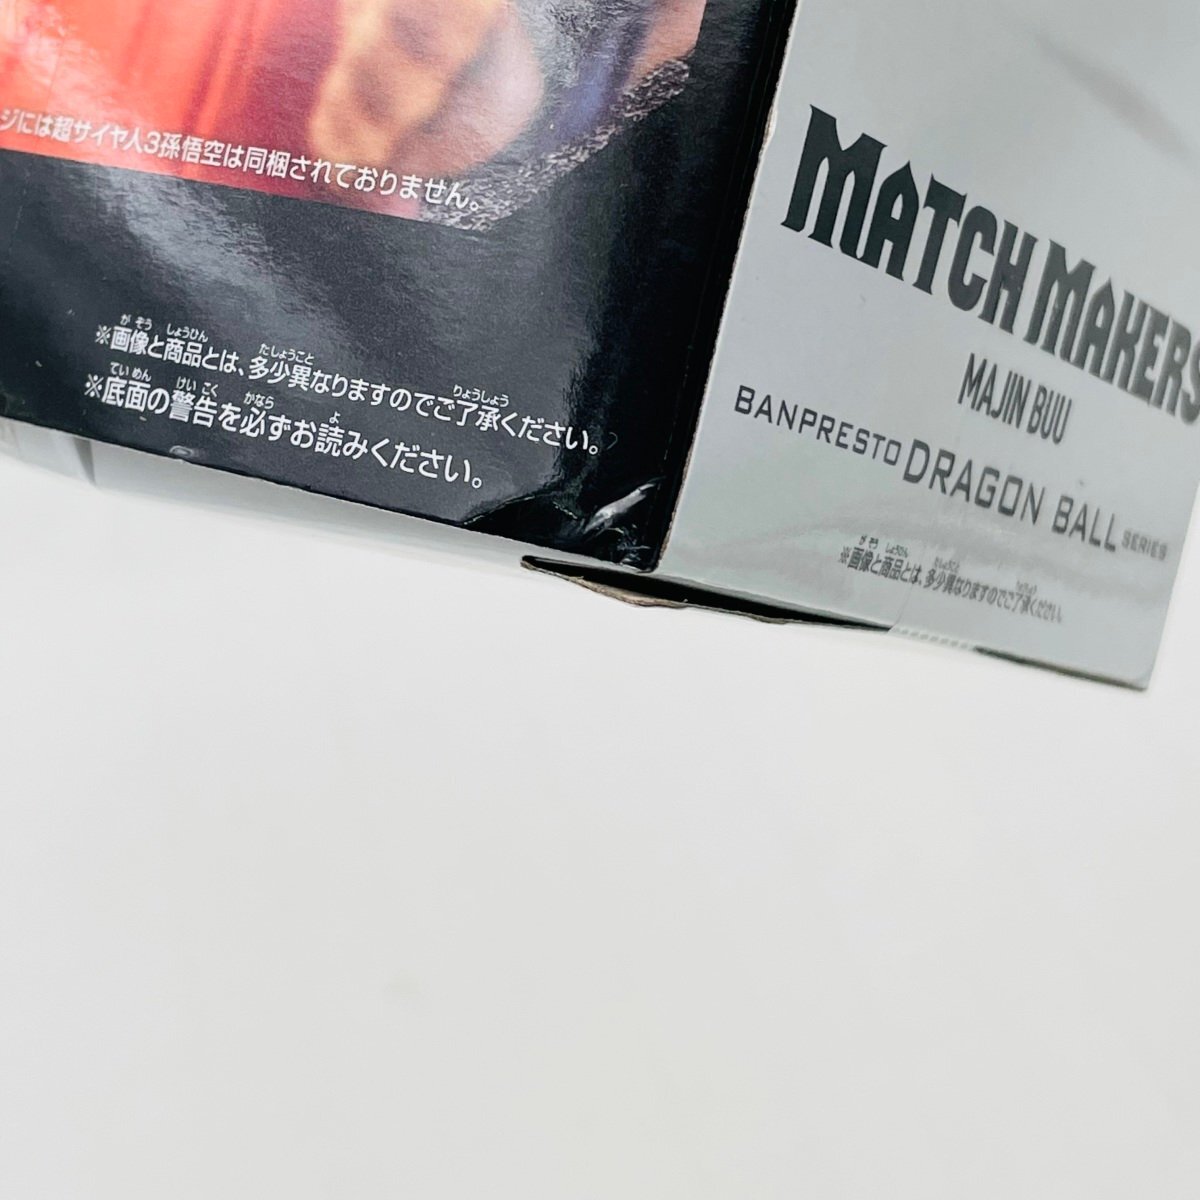 ジには超サイヤ人3孫悟空は同梱されておりません。
※画像と商品とは、多少異なりますのでご了承ください。
※底面の警告を必ずお読みください。
MATCH MAKERS
MAJIN BUU
BANPRESTO DRAGON BALL SERIES
※画像と商品とは、多少異なりますのでご了承ください。